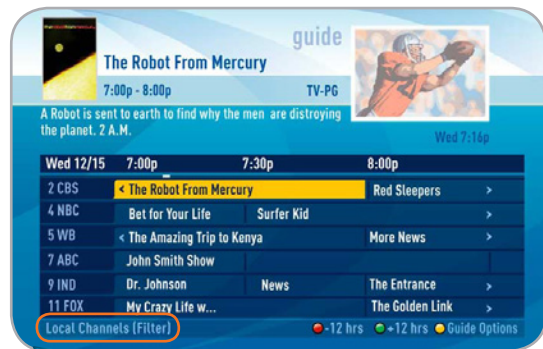 guide
The Robot From Mercury
7:00p - 8:00p TV-PG
A Robot is sent to earth to find why the men are distroying
the planet. 2 A.M.
Wed 7:16p
Wed 12/15 7:00p 7:30p 8:00p
2 CBS < The Robot From Mercury Red Sleepers >
4 NBC Bet for Your Life Surfer Kid >
5 WB < The Amazing Trip to Kenya More News >
7 ABC John Smith Show
9 IND Dr. Johnson News The Entrance >
11 FOX My Crazy Life w... The Golden Link >
Local Channels (Filter) -12 hrs +12 hrs Guide Options